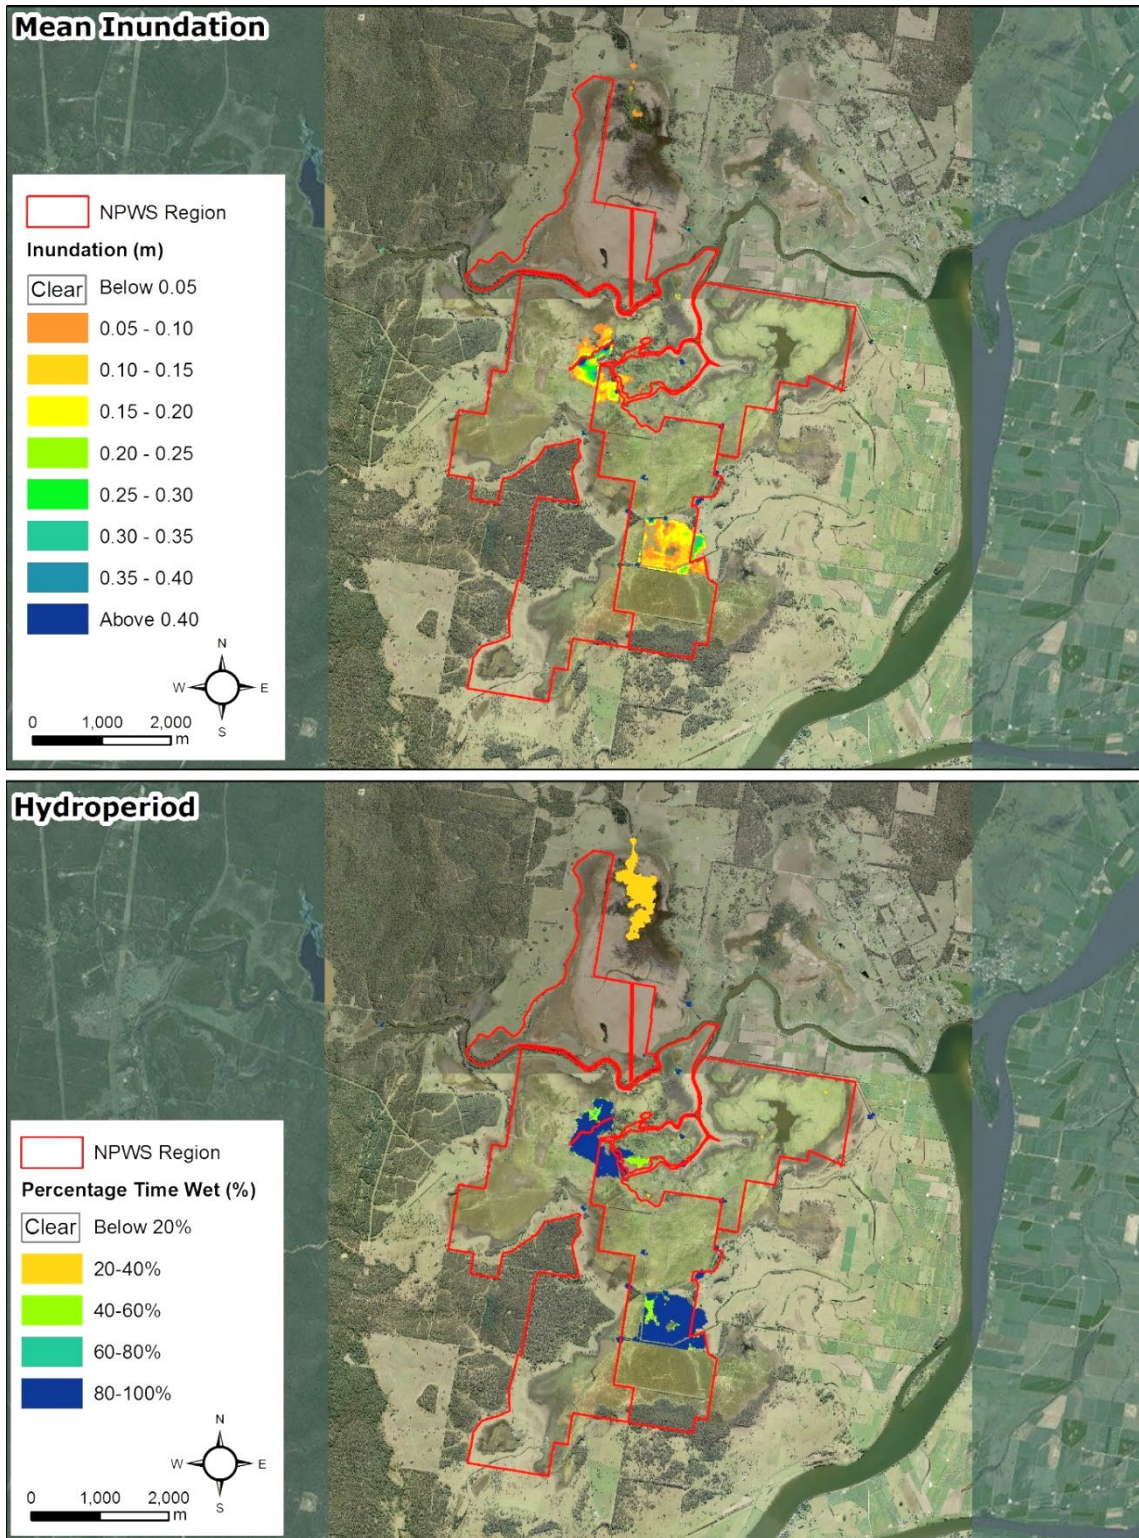 Mean Inundation
NPWS Region
Inundation (m)
Clear Below 0.05
0.05 - 0.10
0.10 - 0.15
0.15 - 0.20
0.20 - 0.25
0.25 - 0.30
0.30 - 0.35
0.35 - 0.40
Above 0.40
N
W E
S
0 1,000 2,000
m
Hydroperiod
NPWS Region
Percentage Time Wet (%)
Clear Below 20%
20-40%
40-60%
60-80%
80-100%
N
W E
S
0 1,000 2,000
m